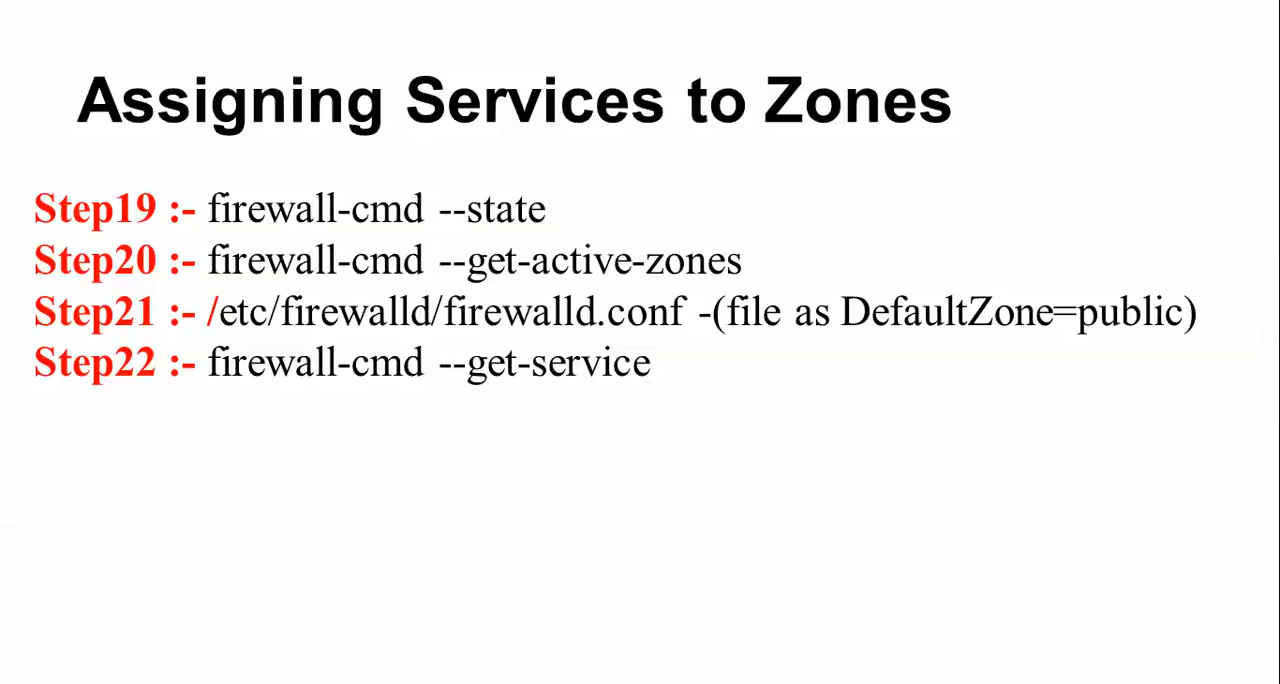 Assigning Services to Zones
Step19 :- firewall-cmd --state
Step20 :- firewall-cmd --get-active-zones
Step21 :- /etc/firewalld/firewalld.conf -(file as DefaultZone=public)
Step22 :- firewall-cmd --get-service